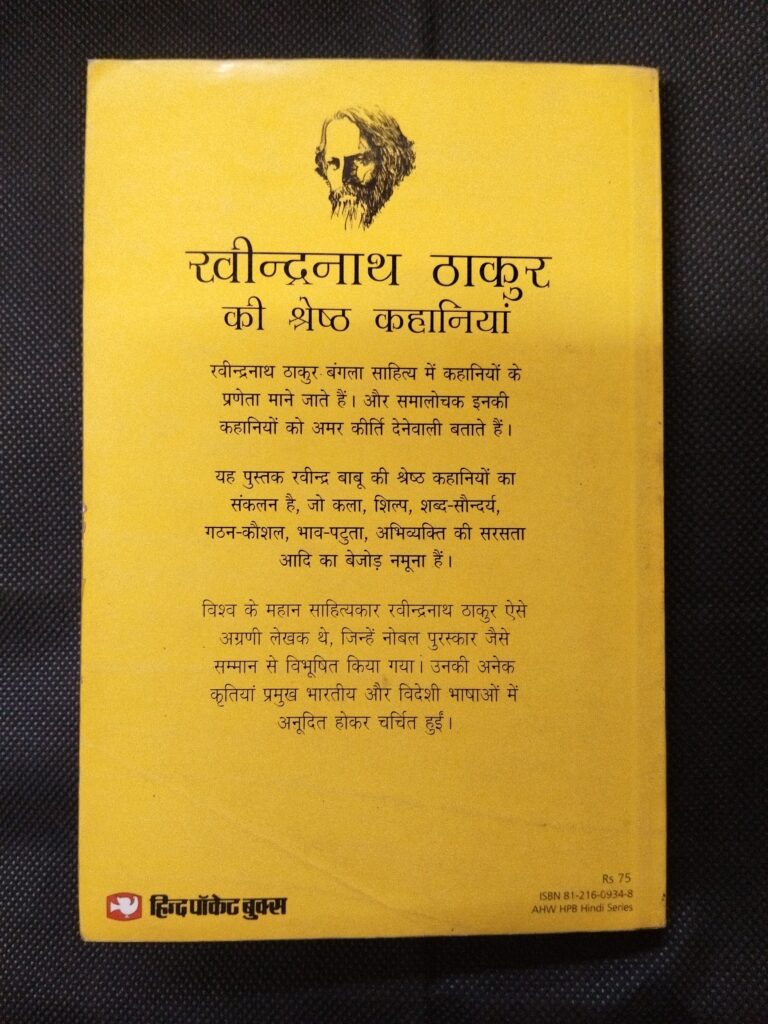 रवीन्द्रनाथ ठाकुर
की श्रेष्ठ कहानियां
रवीन्द्रनाथ ठाकुर बंगला साहित्य में कहानियों के
प्रणेता माने जाते हैं। और समालोचक इनकी
कहानियों को अमर कीर्ति देनेवाली बताते हैं।
यह पुस्तक रवीन्द्र बाबू की श्रेष्ठ कहानियों का
संकलन है, जो कला, शिल्प, शब्द-सौन्दर्य,
गठन-कौशल, भाव-पटुता, अभिव्यक्ति की सरसता
आदि का बेजोड़ नमूना हैं।
विश्व के महान साहित्यकार रवीन्द्रनाथ ठाकुर ऐसे
अग्रणी लेखक थे, जिन्हें नोबल पुरस्कार जैसे
सम्मान से विभूषित किया गया। उनकी अनेक
कृतियां प्रमुख भारतीय और विदेशी भाषाओं में
अनूदित होकर चर्चित हुईं।
Rs 75
ISBN 81-216-0934-8
AHW HPB Hindi Series
हिन्द पॉकेट बुक्स